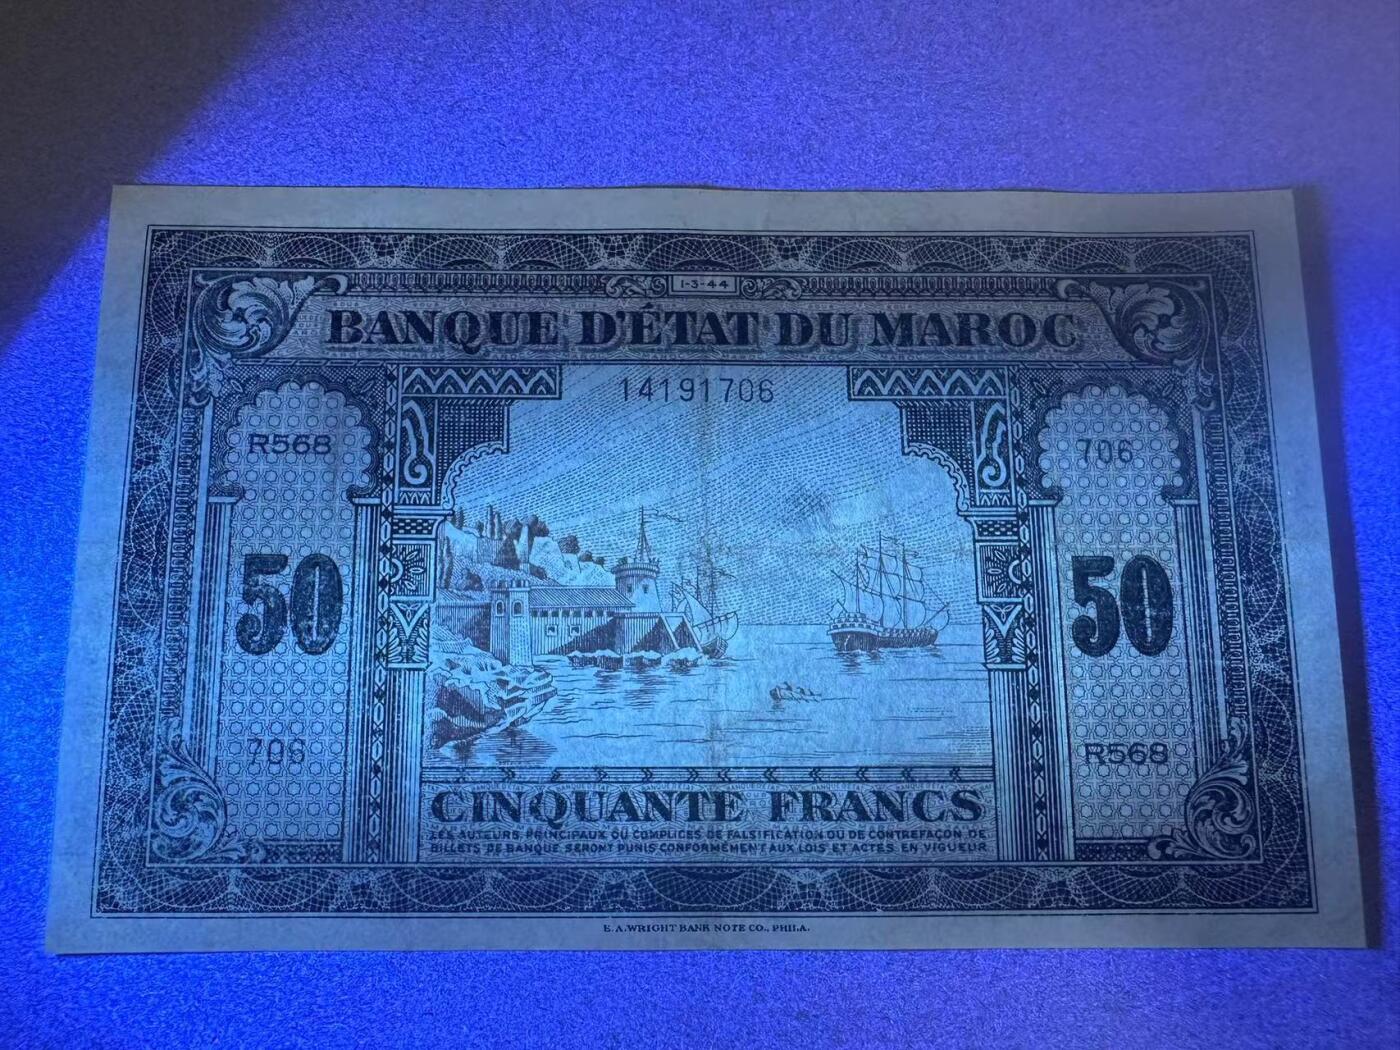 1-3-44
BANQUE D'ÉTAT DU MAROC
14191706
R568
706
50
50
706
R568
CINQUANTE FRANCS
LES AUTEURS PRINCIPAUX OU COMPLICES DE FALSIFICATION OU DE CONTREFAÇON DE
BILLETS DE BANQUE SERONT PUNIS CONFORMÉMENT AUX LOIS ET ACTES EN VIGUEUR
E. A. WRIGHT BANK NOTE CO., PHILA.